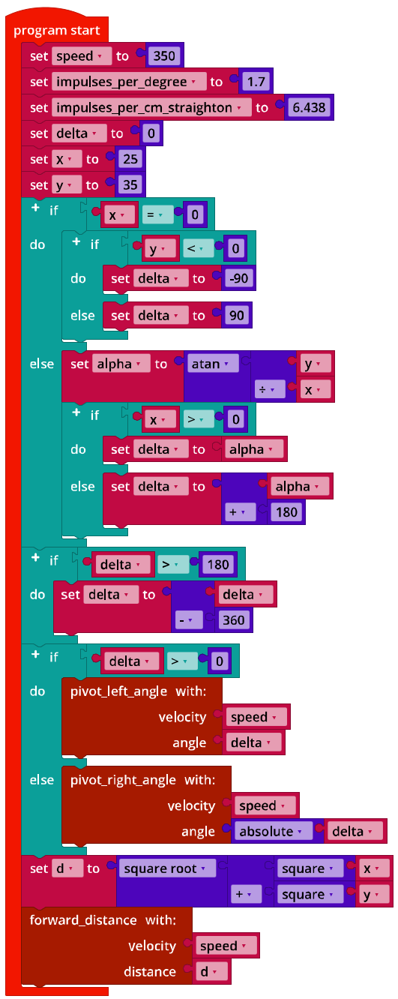 program start
set speed to 350
set impulses_per_degree to 1.7
set impulses_per_cm_straighton to 6.438
set delta to 0
set x to 25
set y to 35
+ if x = 0
do + if y < 0
do set delta to -90
else set delta to 90
else set alpha to atan y
÷ x
+ if x > 0
do set delta to alpha
else set delta to alpha
+ 180
+ if delta > 180
do set delta to delta
- 360
+ if delta > 0
do pivot_left_angle with:
velocity speed
angle delta
else pivot_right_angle with:
velocity speed
angle absolute delta
set d to square root square x
+ square y
forward_distance with:
velocity speed
distance d